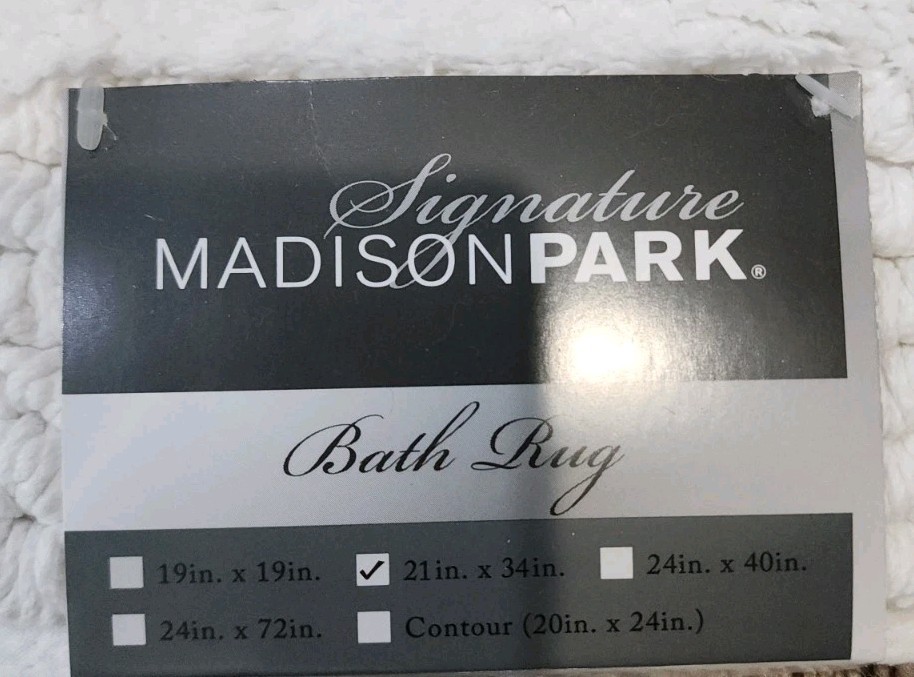 Signature
MADISONPARK®
Bath Rug
19in. x 19in. ✓ 21in. x 34in. 24in. x 40in.
24in. x 72in. Contour (20in. x 24in.)